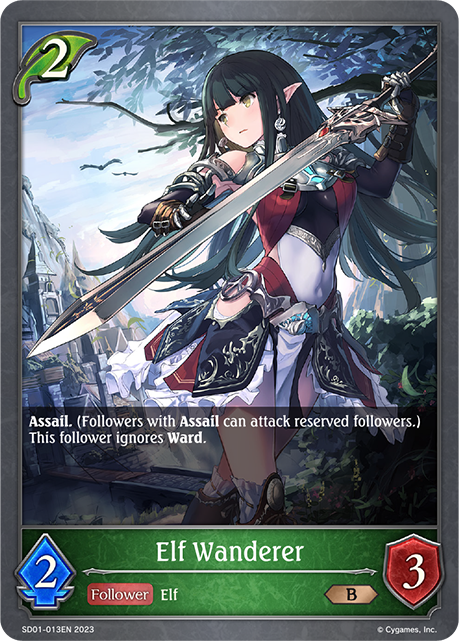 2
Assail. (Followers with Assail can attack reserved followers.)
This follower ignores Ward.
Elf Wanderer
2
Follower Elf
B
3
SD01-013EN 2023
© Cygames, Inc.